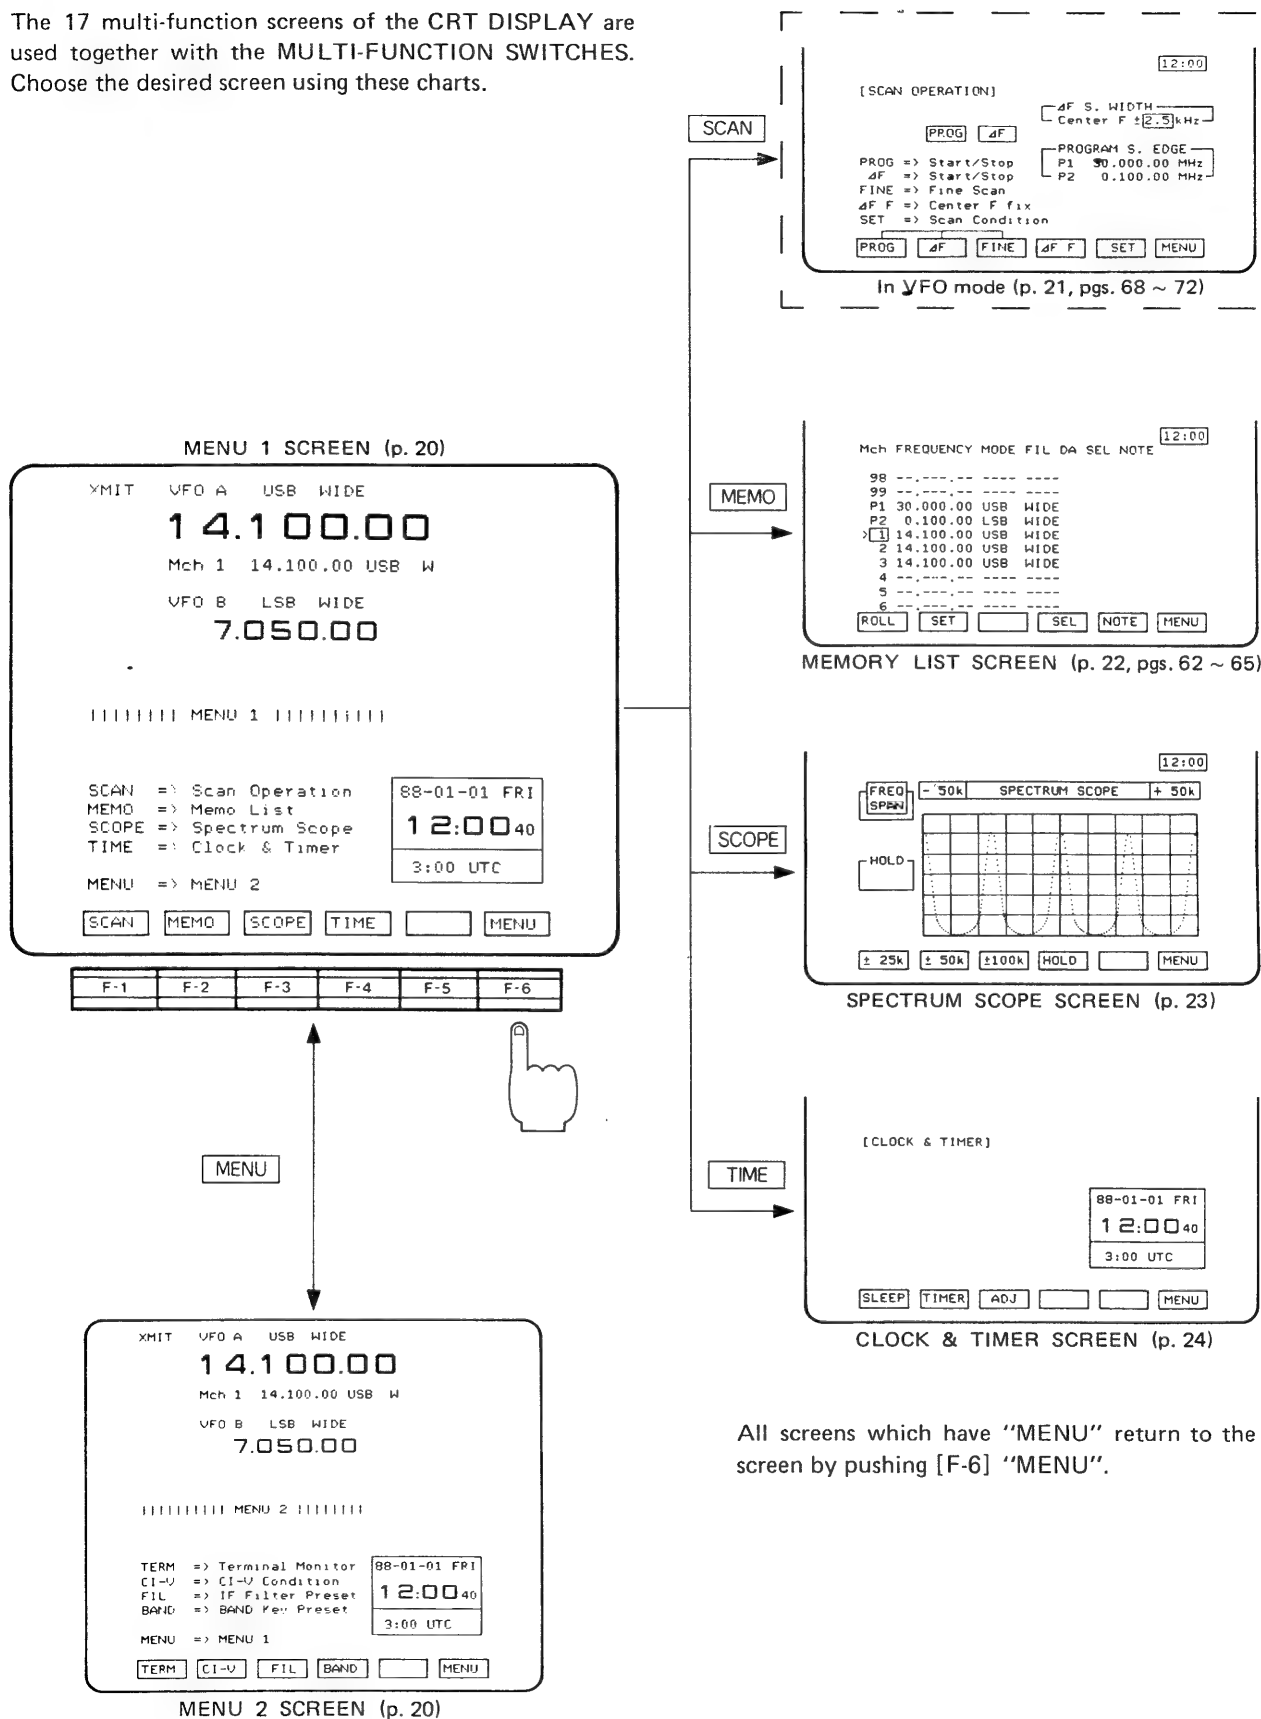 The 17 multi-function screens of the CRT DISPLAY are
used together with the MULTI-FUNCTION SWITCHES.
Choose the desired screen using these charts.
MENU 1 SCREEN (p. 20)
XMIT VFO A USB WIDE
14.100.00
Mch 1 14.100.00 USB W
VFO B LSB WIDE
7.050.00
MENU 1
SCAN => Scan Operation
MEMO => Memo List
SCOPE => Spectrum Scope
TIME => Clock & Timer
MENU => MENU 2
88-01-01 FRI
12:00 40
3:00 UTC
SCAN MEMO SCOPE TIME MENU
F-1 F-2 F-3 F-4 F-5 F-6
MENU
XMIT VFO A USB WIDE
14.100.00
Mch 1 14.100.00 USB W
VFO B LSB WIDE
7.050.00
MENU 2
TERM => Terminal Monitor
CI-V => CI-V Condition
FIL => IF Filter Preset
BAND => BAND Key Preset
MENU => MENU 1
88-01-01 FRI
12:00 40
3:00 UTC
TERM CI-V FIL BAND MENU
MENU 2 SCREEN (p. 20)
SCAN
12:00
[SCAN OPERATION]
ΔF S. WIDTH
Center F ±2.5kHz
PROG ΔF
PROGRAM S. EDGE
P1 30.000.00 MHz
P2 0.100.00 MHz
PROG => Start/Stop
ΔF => Start/Stop
FINE => Fine Scan
ΔF F => Center F fix
SET => Scan Condition
PROG ΔF FINE ΔF F SET MENU
In VFO mode (p. 21, pgs. 68 ~ 72)
MEMO
12:00
Mch FREQUENCY MODE FIL DA SEL NOTE
98 --.---.-- ---- ----
99 --.---.-- ---- ----
P1 30.000.00 USB WIDE
P2 0.100.00 LSB WIDE
>1 14.100.00 USB WIDE
2 14.100.00 USB WIDE
3 14.100.00 USB WIDE
4 --.---.-- ---- ----
5 --.---.-- ---- ----
6 --.---.-- ---- ----
ROLL SET SEL NOTE MENU
MEMORY LIST SCREEN (p. 22, pgs. 62 ~ 65)
SCOPE
12:00
FREQ SPAN
- 50k SPECTRUM SCOPE + 50k
HOLD
± 25k ± 50k ±100k HOLD MENU
SPECTRUM SCOPE SCREEN (p. 23)
TIME
[CLOCK & TIMER]
88-01-01 FRI
12:00 40
3:00 UTC
SLEEP TIMER ADJ MENU
CLOCK & TIMER SCREEN (p. 24)
All screens which have "MENU" return to the
screen by pushing [F-6] "MENU".